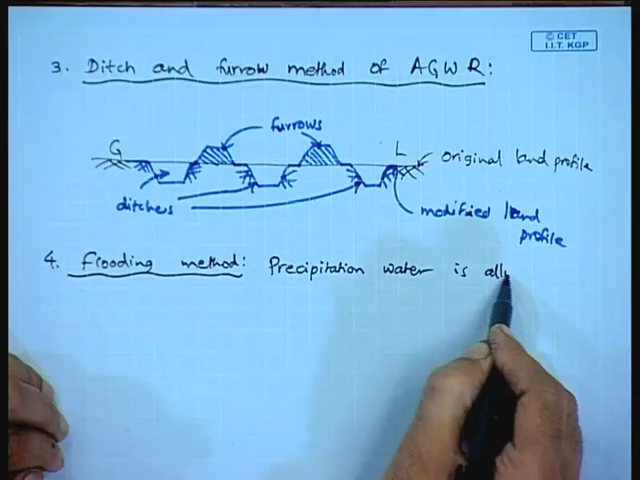 © CET
I.I.T. KGP
3. Ditch and furrow method of AGWR:
furrows
G.L
original land profile
ditches
modified land
profile
4. Flooding method: Precipitation water is all